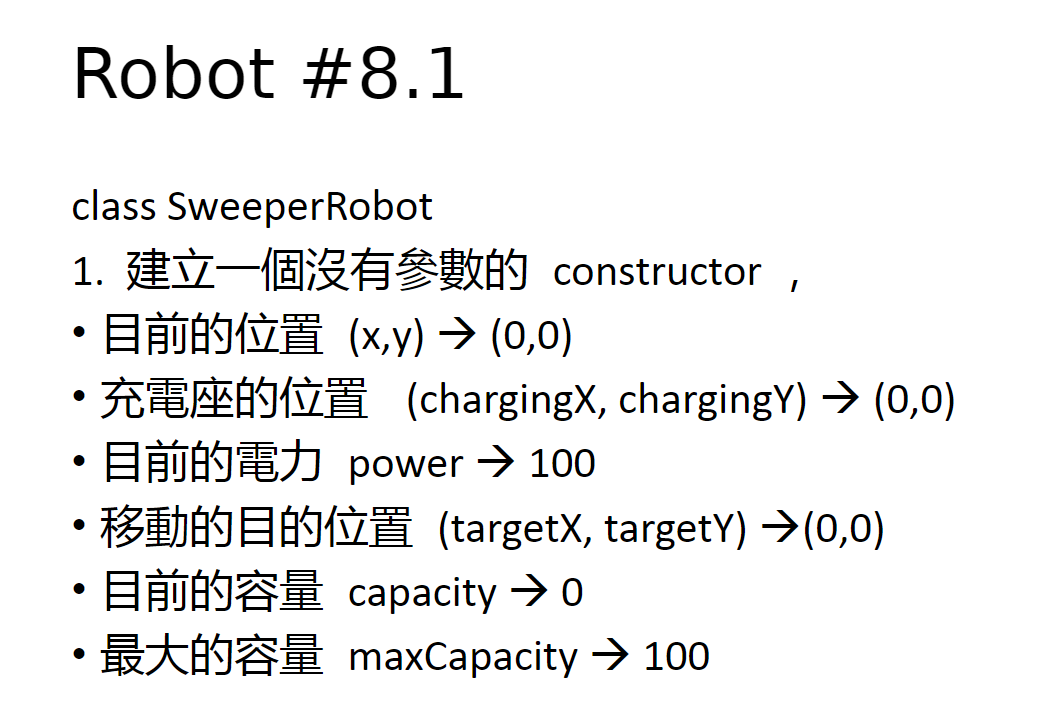 Robot #8.1
class SweeperRobot
1. 建立一個沒有參數的 constructor ，
• 目前的位置 (x,y) → (0,0)
• 充電座的位置 (chargingX, chargingY) → (0,0)
• 目前的電力 power → 100
• 移動的目的位置 (targetX, targetY) →(0,0)
• 目前的容量 capacity → 0
• 最大的容量 maxCapacity → 100